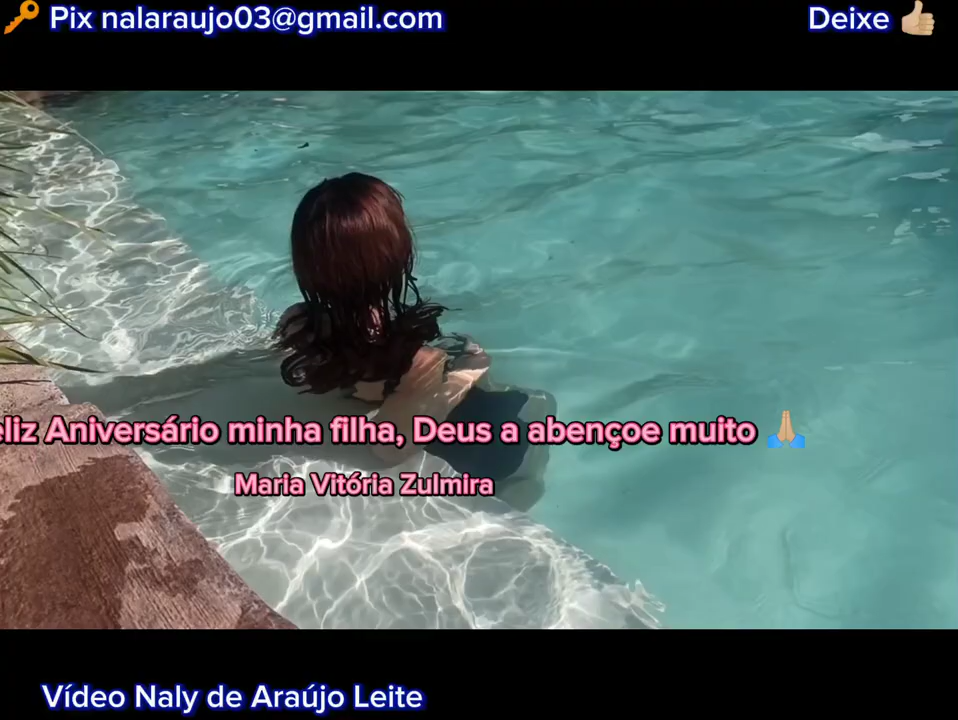 Pix nalaraujo03@gmail.com
Deixe
eliz Aniversário minha filha, Deus a abençoe muito
Maria Vitória Zulmira
Vídeo Naly de Araújo Leite